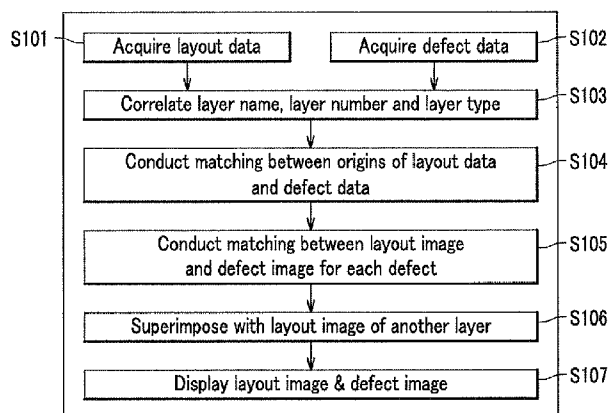 S101
Acquire layout data
Acquire defect data
S102
Correlate layer name, layer number and layer type
S103
Conduct matching between origins of layout data
and defect data
S104
Conduct matching between layout image
and defect image for each defect
S105
Superimpose with layout image of another layer
S106
Display layout image & defect image
S107